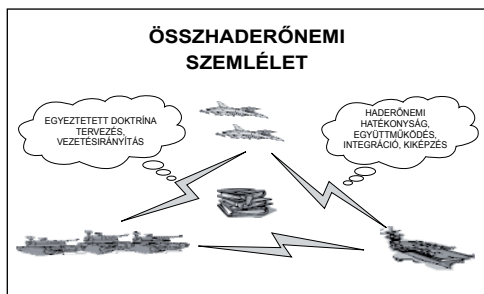 ÖSSZHADERŐNEMI
SZEMLÉLET
EGYEZTETETT DOKTRÍNA
TERVEZÉS,
VEZETÉSIRÁNYÍTÁS
HADERŐNEMI
HATÉKONYSÁG,
EGYÜTTMŰKÖDÉS,
INTEGRÁCIÓ, KIKÉPZÉS